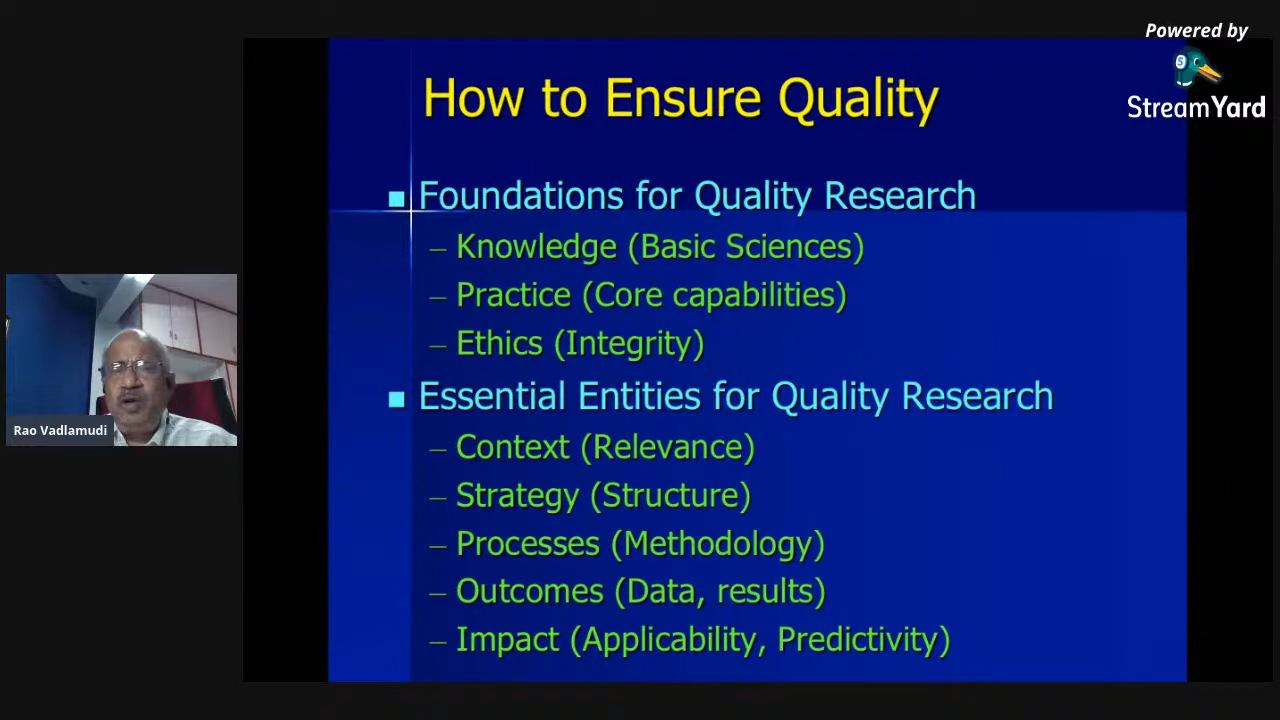 Powered by
StreamYard
How to Ensure Quality
Foundations for Quality Research
– Knowledge (Basic Sciences)
– Practice (Core capabilities)
– Ethics (Integrity)
Essential Entities for Quality Research
– Context (Relevance)
– Strategy (Structure)
– Processes (Methodology)
– Outcomes (Data, results)
– Impact (Applicability, Predictivity)
Rao Vadlamudi